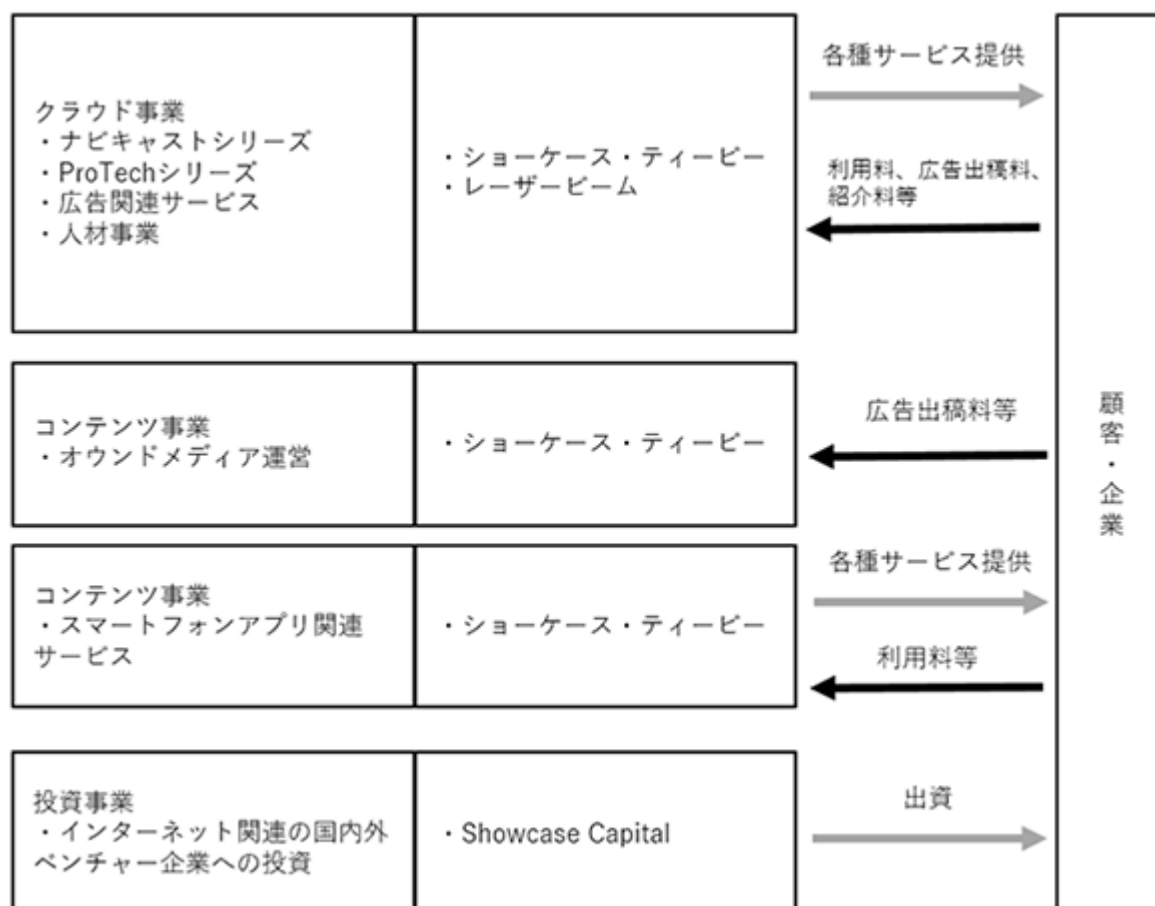 クラウド事業
・ナビキャストシリーズ
・ProTechシリーズ
・広告関連サービス
・人材事業
・ショーケース・ティービー
・レーザービーム
各種サービス提供
利用料、広告出稿料、
紹介料等
コンテンツ事業
・オウンドメディア運営
・ショーケース・ティービー
広告出稿料等
コンテンツ事業
・スマートフォンアプリ関連
サービス
・ショーケース・ティービー
各種サービス提供
利用料等
投資事業
・インターネット関連の国内外
ベンチャー企業への投資
・Showcase Capital
出資
顧客・企業